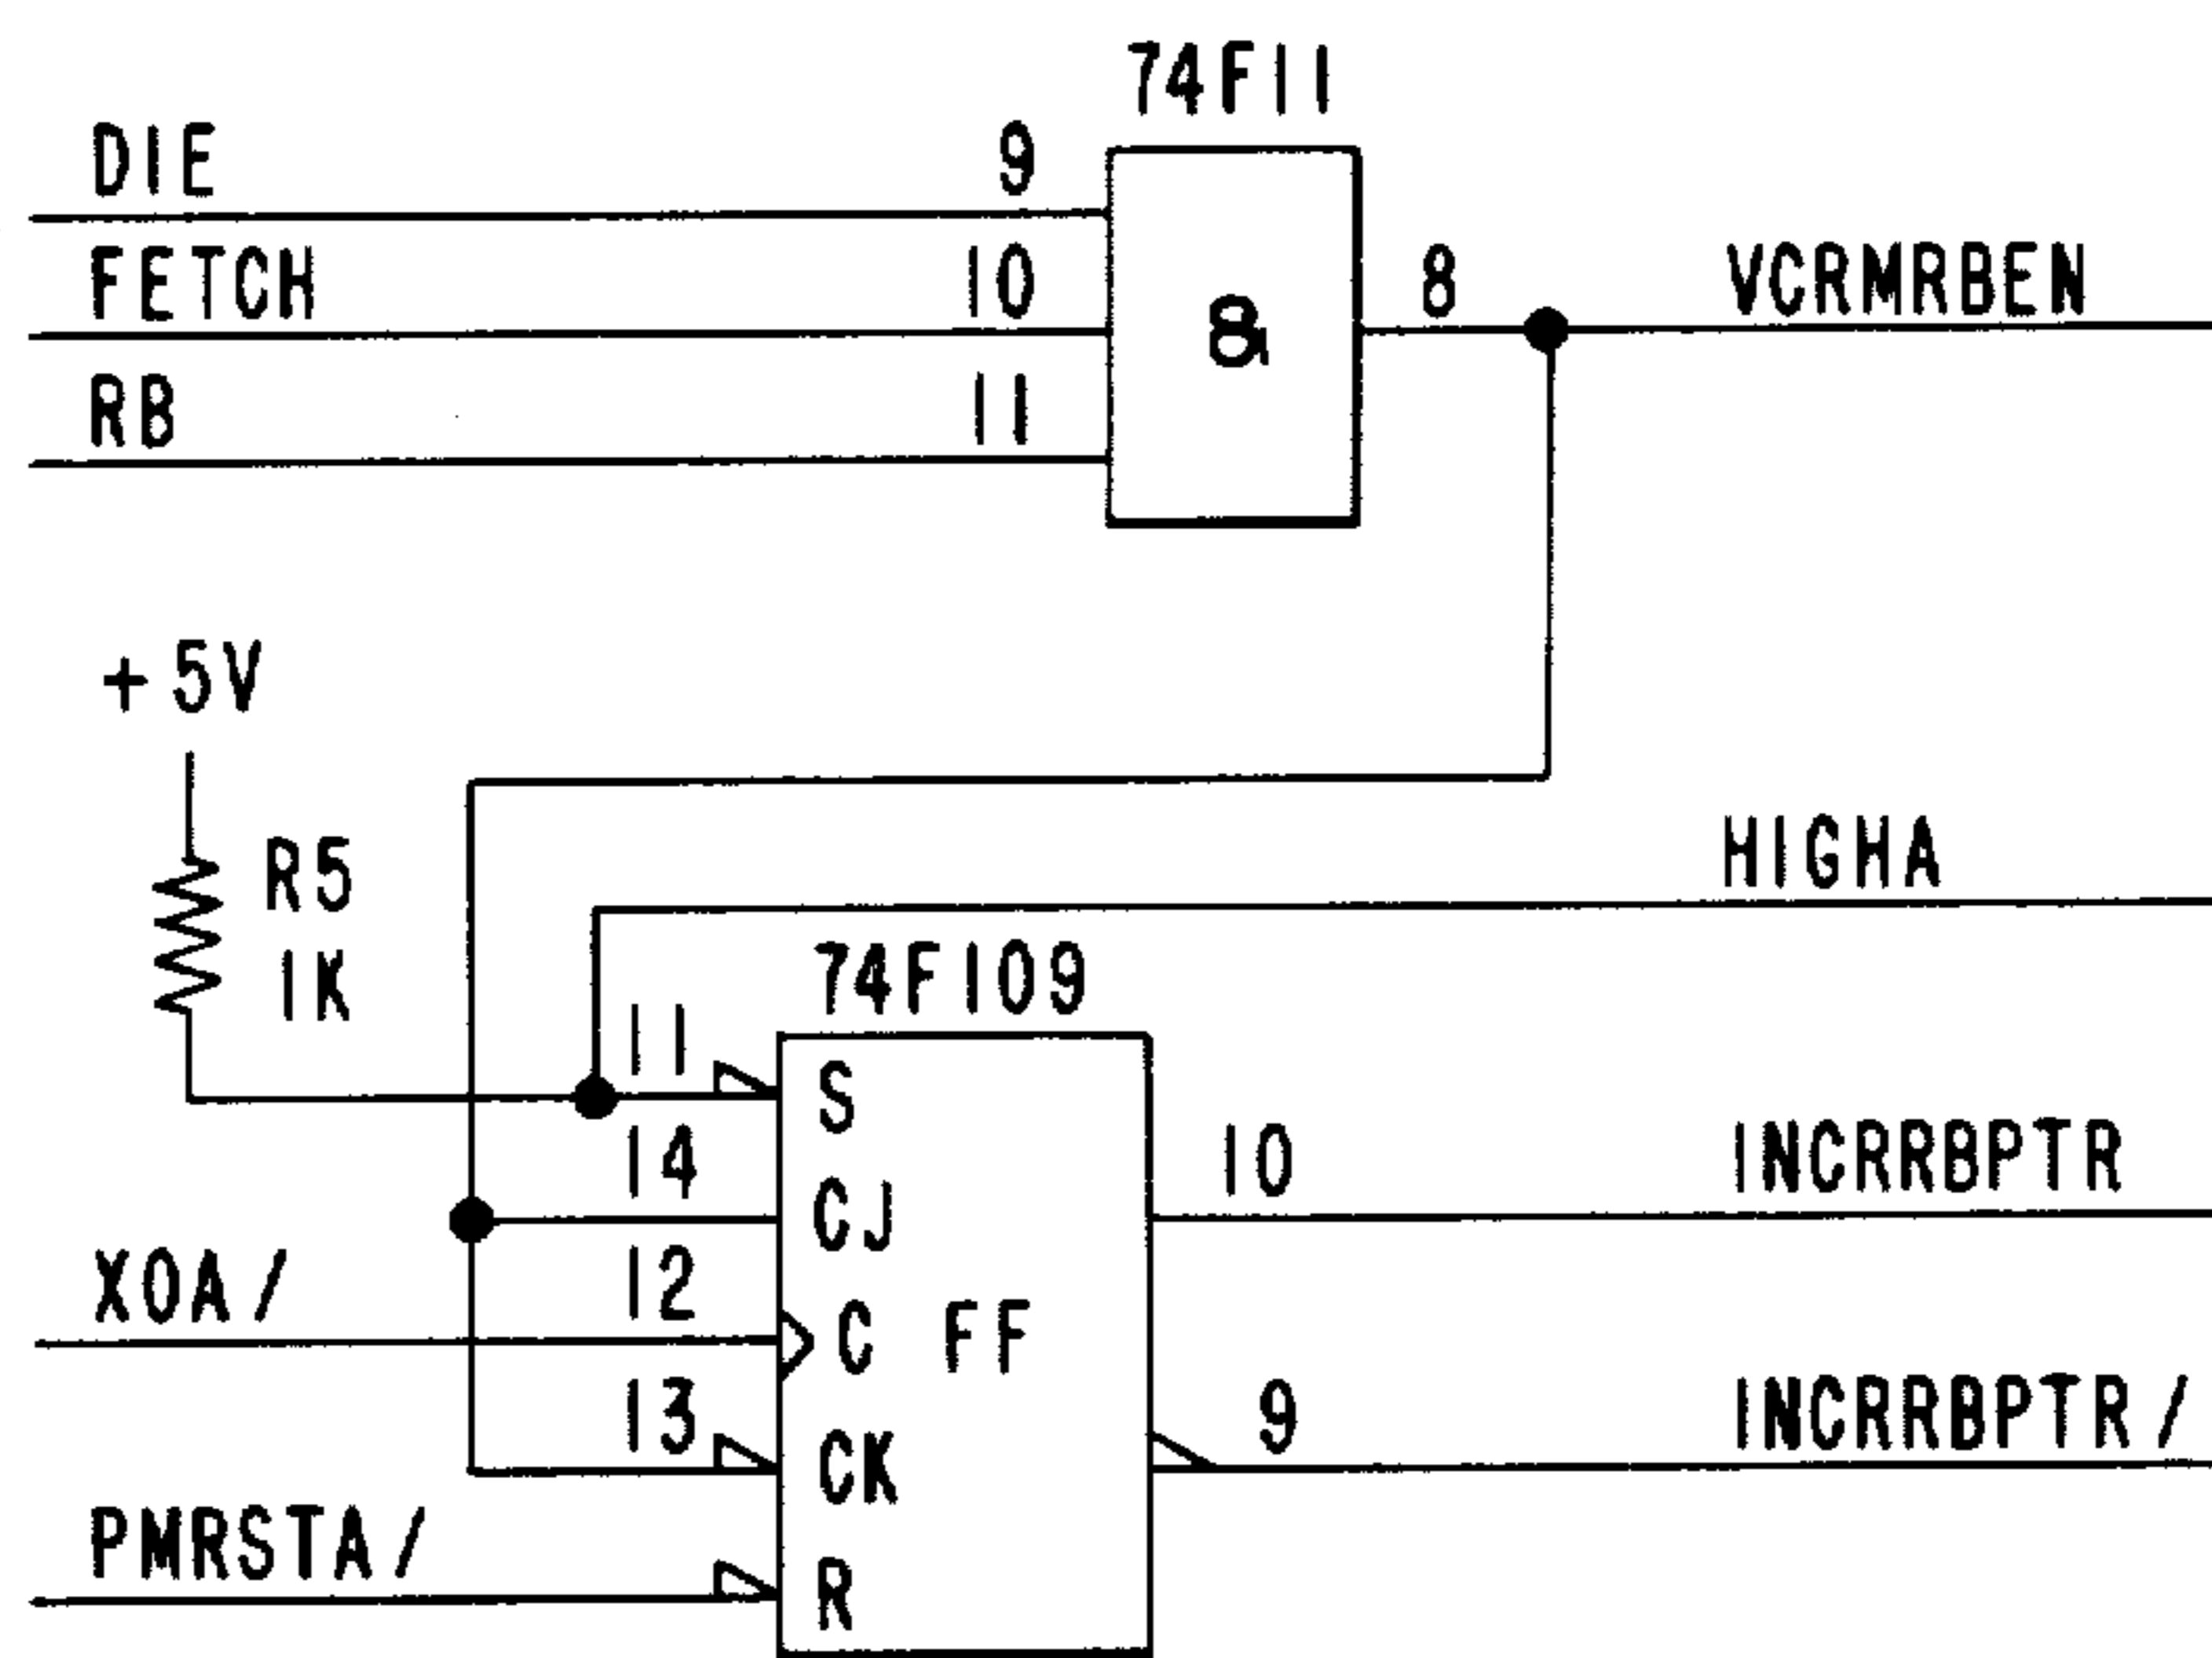 74F11
DIE 9
FETCH 10 8 VCRMRBEN
&
RB 11
+5V
HIGHA
R5
1K
74F109
11 S
14 CJ 10 INCRRBPTR
X0A/ 12 C FF
13 CK 9 INCRRBPTR/
PMRSTA/ R